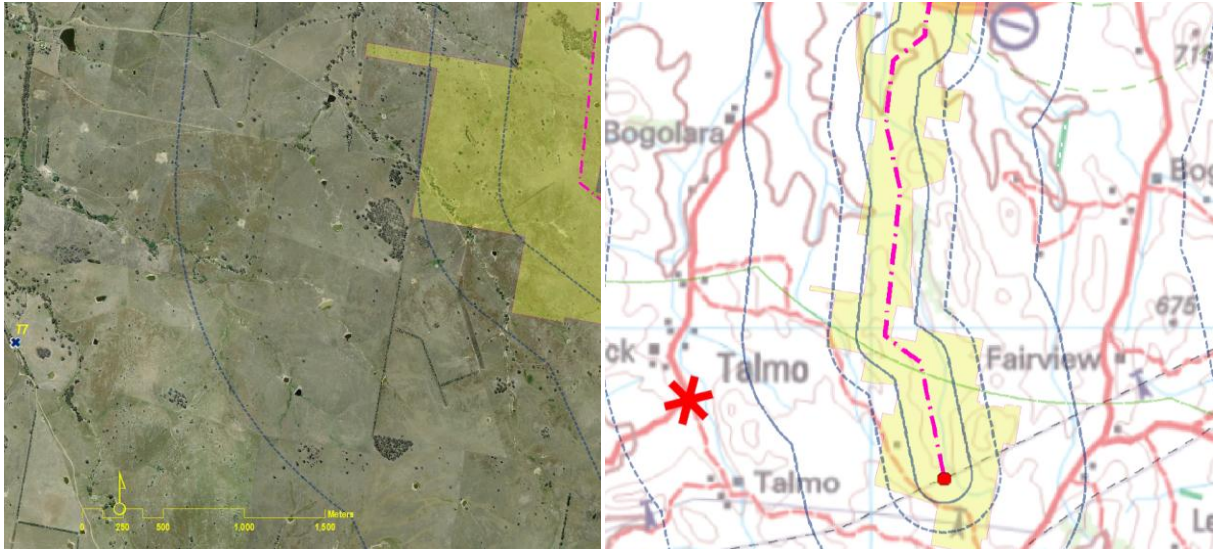 T7
0 250 500 1,000 1,500
Meters
715
Bogolara
Bog
675
ck
Talmo
Fairview
Talmo
Le